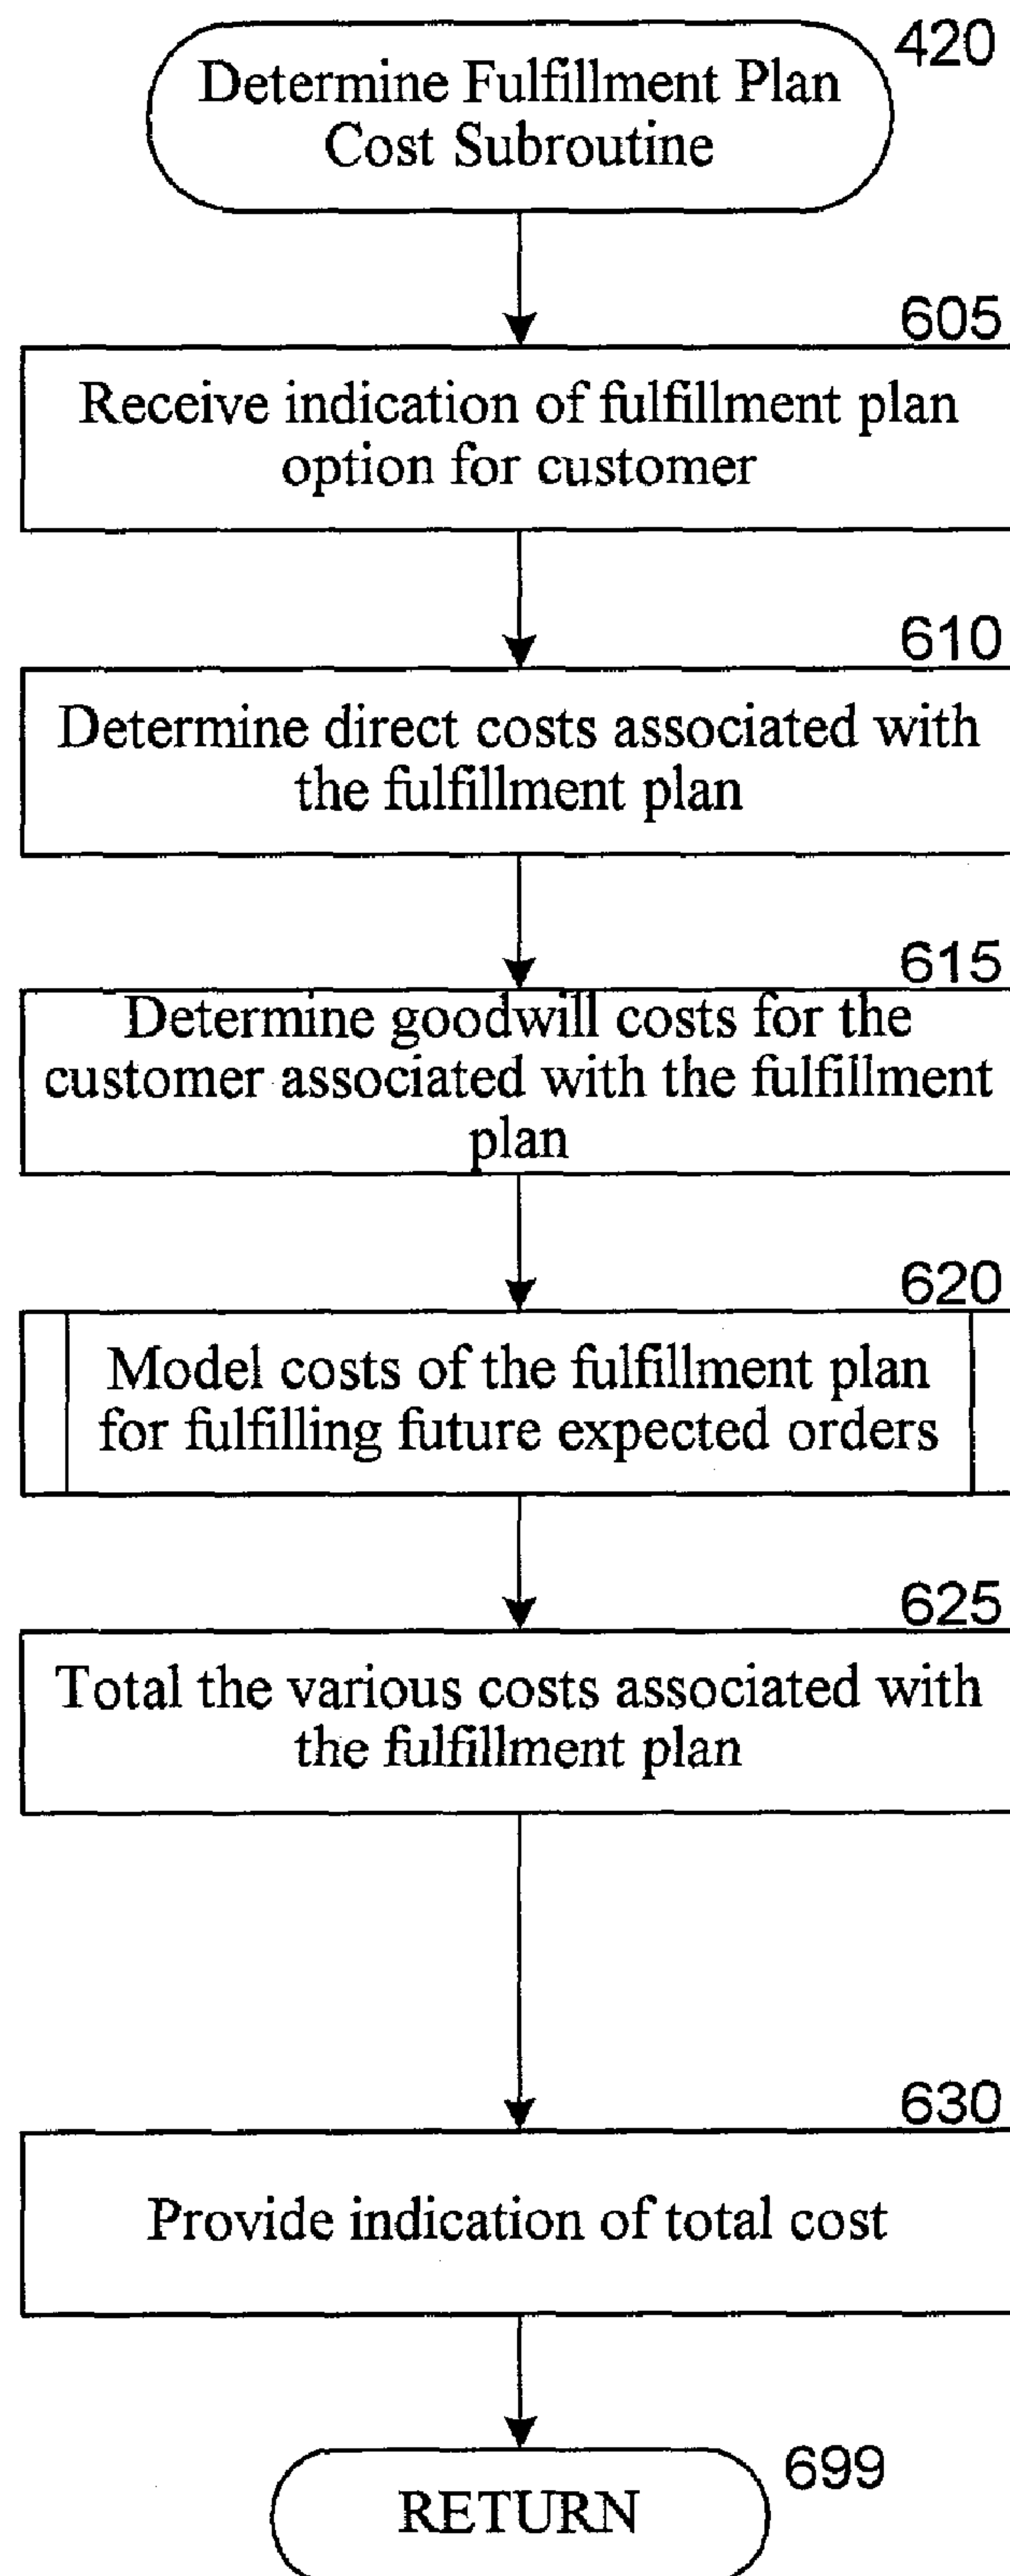 420
Determine Fulfillment Plan
Cost Subroutine
605
Receive indication of fulfillment plan
option for customer
610
Determine direct costs associated with
the fulfillment plan
615
Determine goodwill costs for the
customer associated with the fulfillment
plan
620
Model costs of the fulfillment plan
for fulfilling future expected orders
625
Total the various costs associated with
the fulfillment plan
630
Provide indication of total cost
699
RETURN